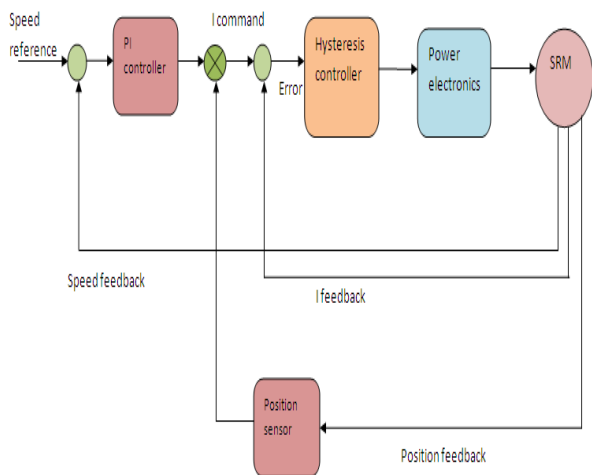 Speed
reference
PI
controller
I command
Error
Hysteresis
controller
Power
electronics
SRM
Speed feedback
I feedback
Position
sensor
Position feedback